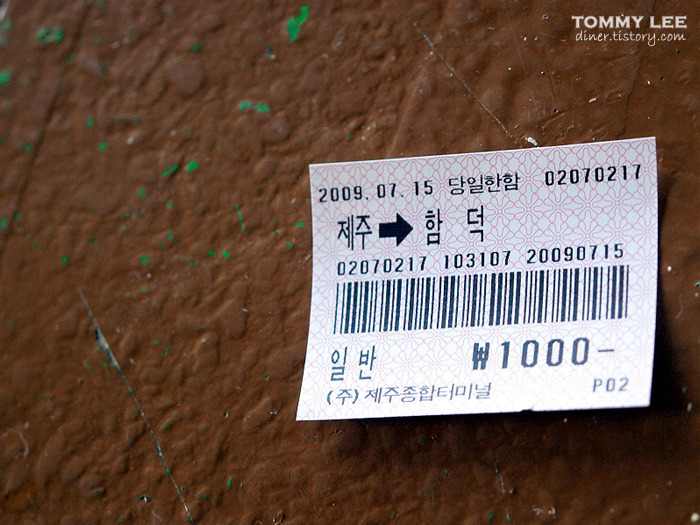 TOMMY LEE
diner.tistory.com
2009.07.15 당일한함 02070217
제주➡함덕
02070217 103107 20090715
일반 ₩1000-
P02
(주)제주종합터미널